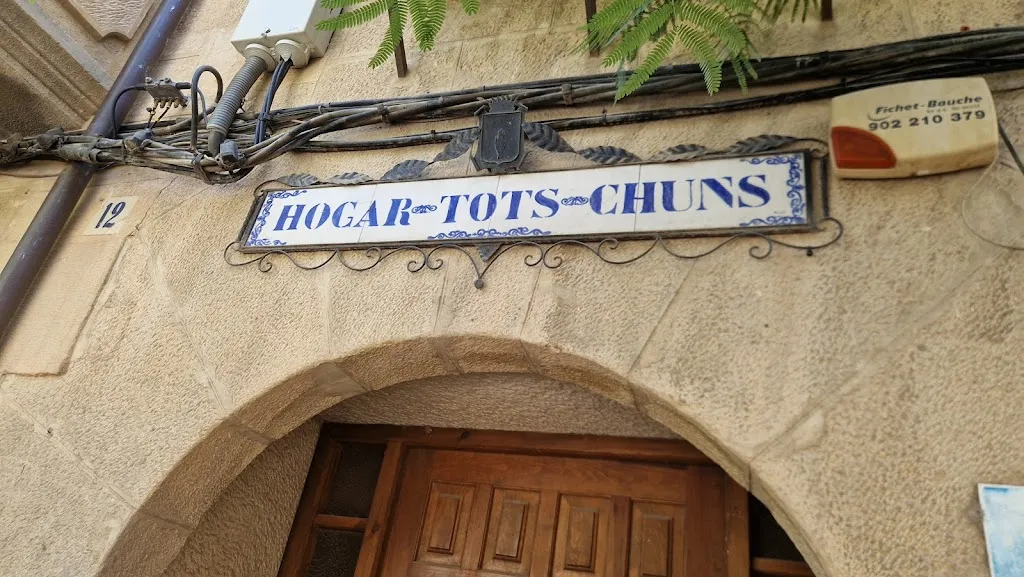 Fichet-Bauche
902 210 379
HOGAR~TOTS~CHUNS
12